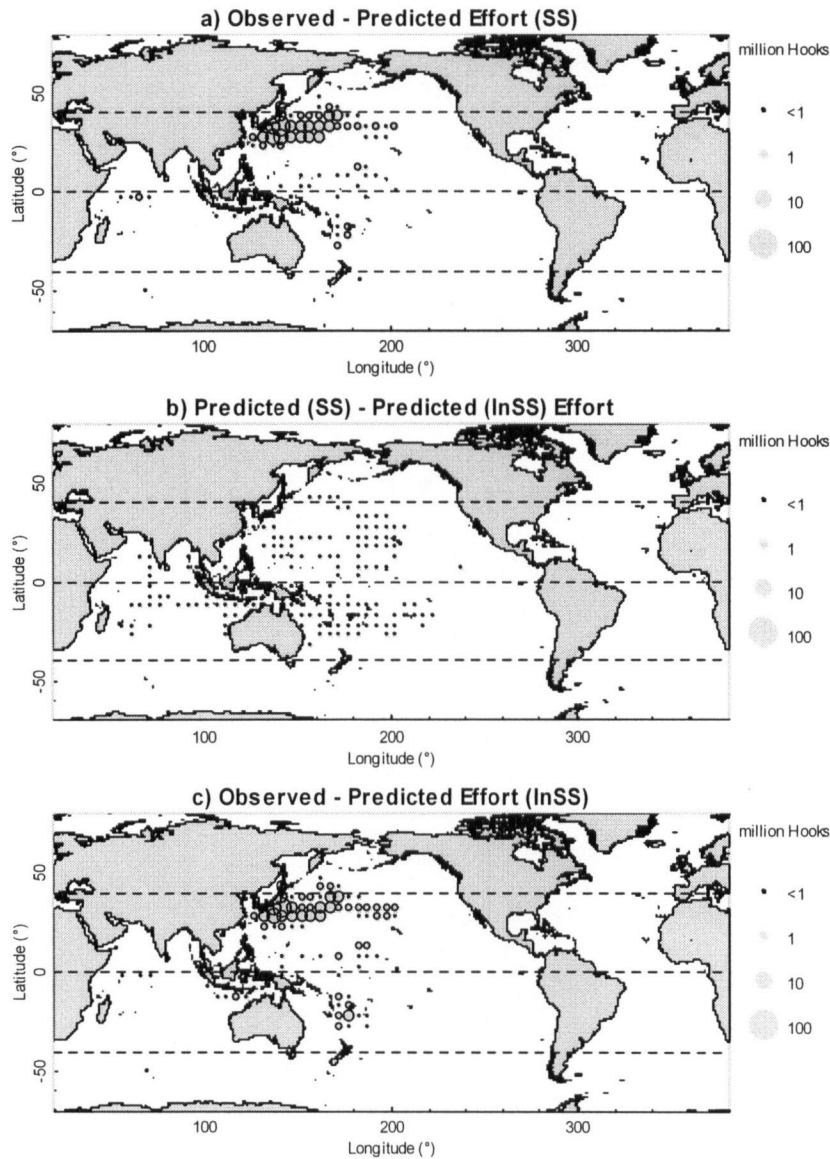 a) Observed - Predicted Effort (SS)
million Hooks
<1
1
10
100
50
0
-50
Latitude (°)
100
200
300
Longitude (°)
b) Predicted (SS) - Predicted (lnSS) Effort
million Hooks
<1
1
10
100
50
0
-50
Latitude (°)
100
200
300
Longitude (°)
c) Observed - Predicted Effort (lnSS)
million Hooks
<1
1
10
100
50
0
-50
Latitude (°)
100
200
300
Longitude (°)